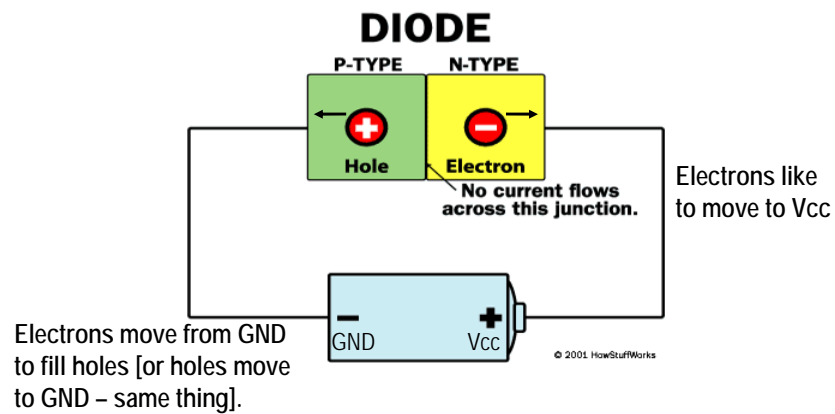 DIODE
P-TYPE
N-TYPE
+
−
Hole
Electron
No current flows
across this junction.
Electrons like
to move to Vcc
−
+
GND
Vcc
© 2001 HowStuffWorks
Electrons move from GND
to fill holes [or holes move
to GND – same thing].